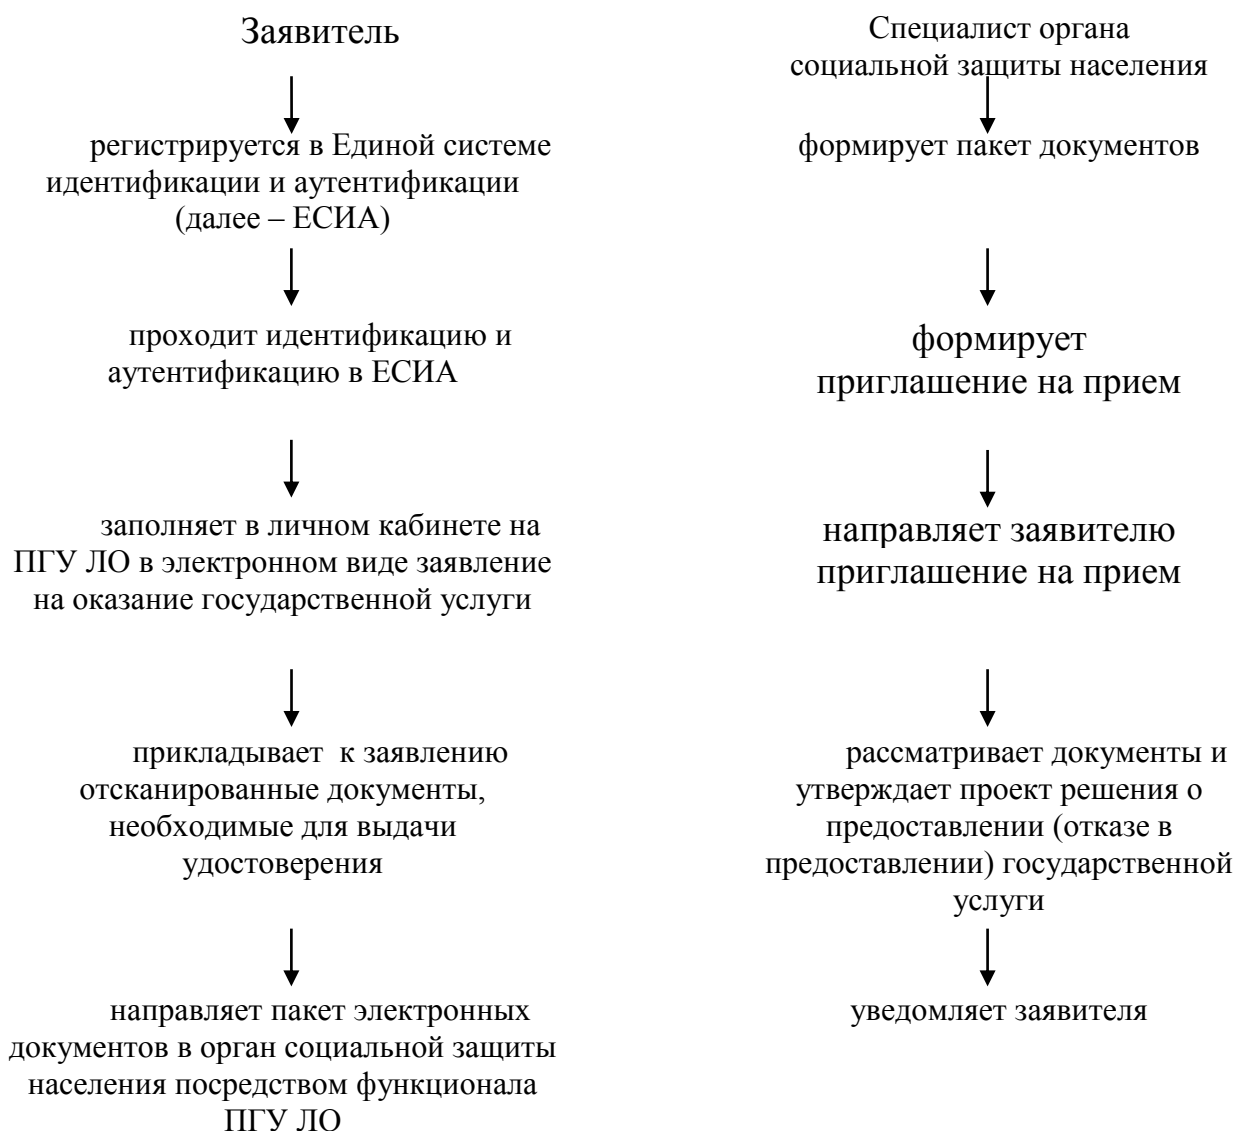 Заявитель
регистрируется в Единой системе
идентификации и аутентификации
(далее – ЕСИА)
проходит идентификацию и
аутентификацию в ЕСИА
заполняет в личном кабинете на
ПГУ ЛО в электронном виде заявление
на оказание государственной услуги
прикладывает к заявлению
отсканированные документы,
необходимые для выдачи
удостоверения
направляет пакет электронных
документов в орган социальной защиты
населения посредством функционала
ПГУ ЛО
Специалист органа
социальной защиты населения
формирует пакет документов
формирует
приглашение на прием
направляет заявителю
приглашение на прием
рассматривает документы и
утверждает проект решения о
предоставлении (отказе в
предоставлении) государственной
услуги
уведомляет заявителя